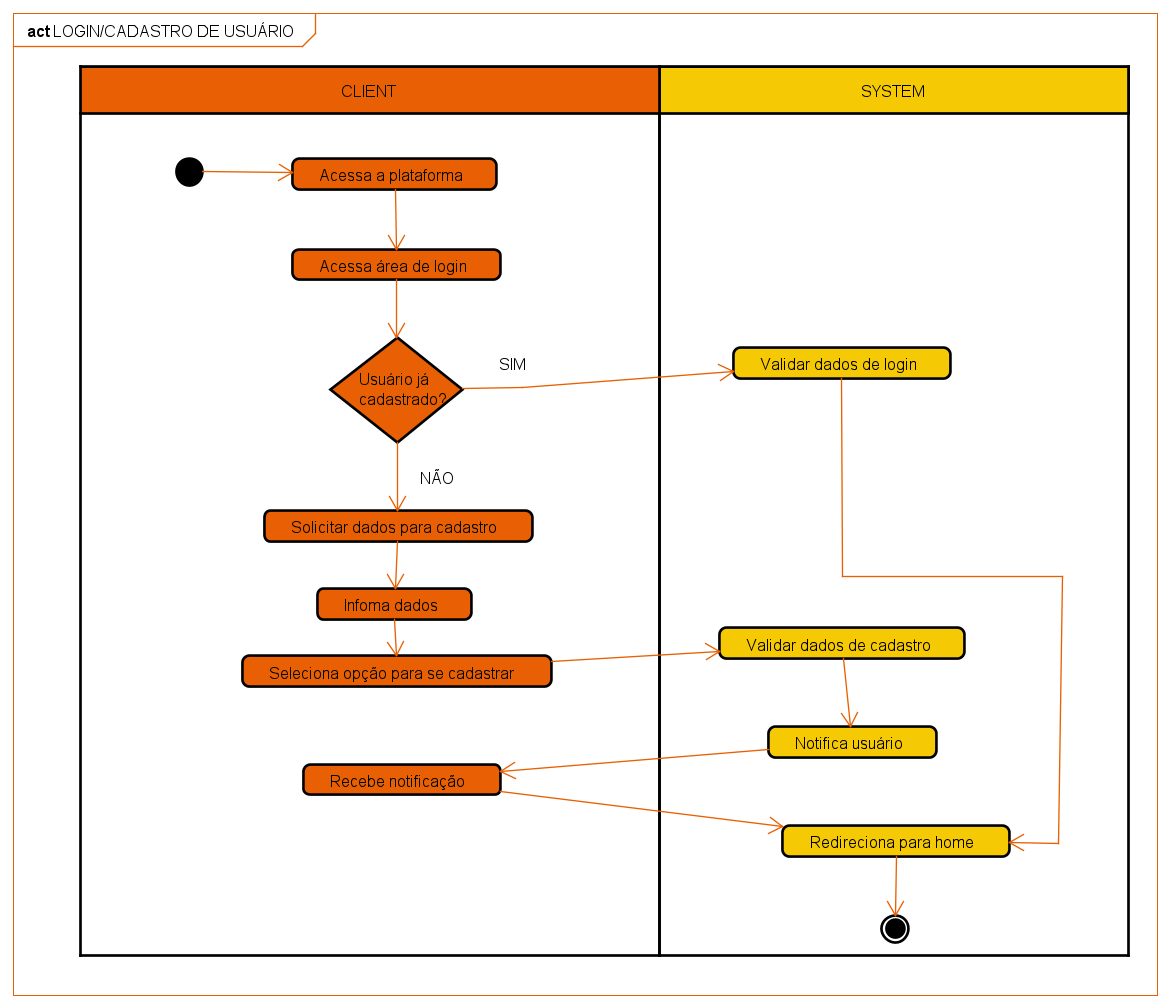 act LOGIN/CADASTRO DE USUÁRIO
CLIENT
SYSTEM
Acessa a plataforma
Acessa área de login
Usuário já
cadastrado?
SIM
Validar dados de login
NÃO
Solicitar dados para cadastro
Infoma dados
Seleciona opção para se cadastrar
Validar dados de cadastro
Notifica usuário
Recebe notificação
Redireciona para home